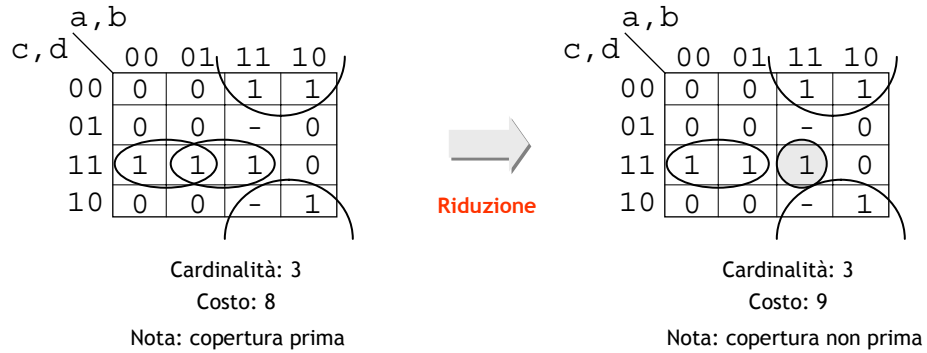 a,b a,b
c,d 00 01 11 10 c,d 00 01 11 10
00 0 0 1 1 00 0 0 1 1
01 0 0 - 0 01 0 0 - 0
11 1 1 1 0 11 1 1 1 0
10 0 0 - 1 10 0 0 - 1
Riduzione
Cardinalità: 3 Cardinalità: 3
Costo: 8 Costo: 9
Nota: copertura prima Nota: copertura non prima